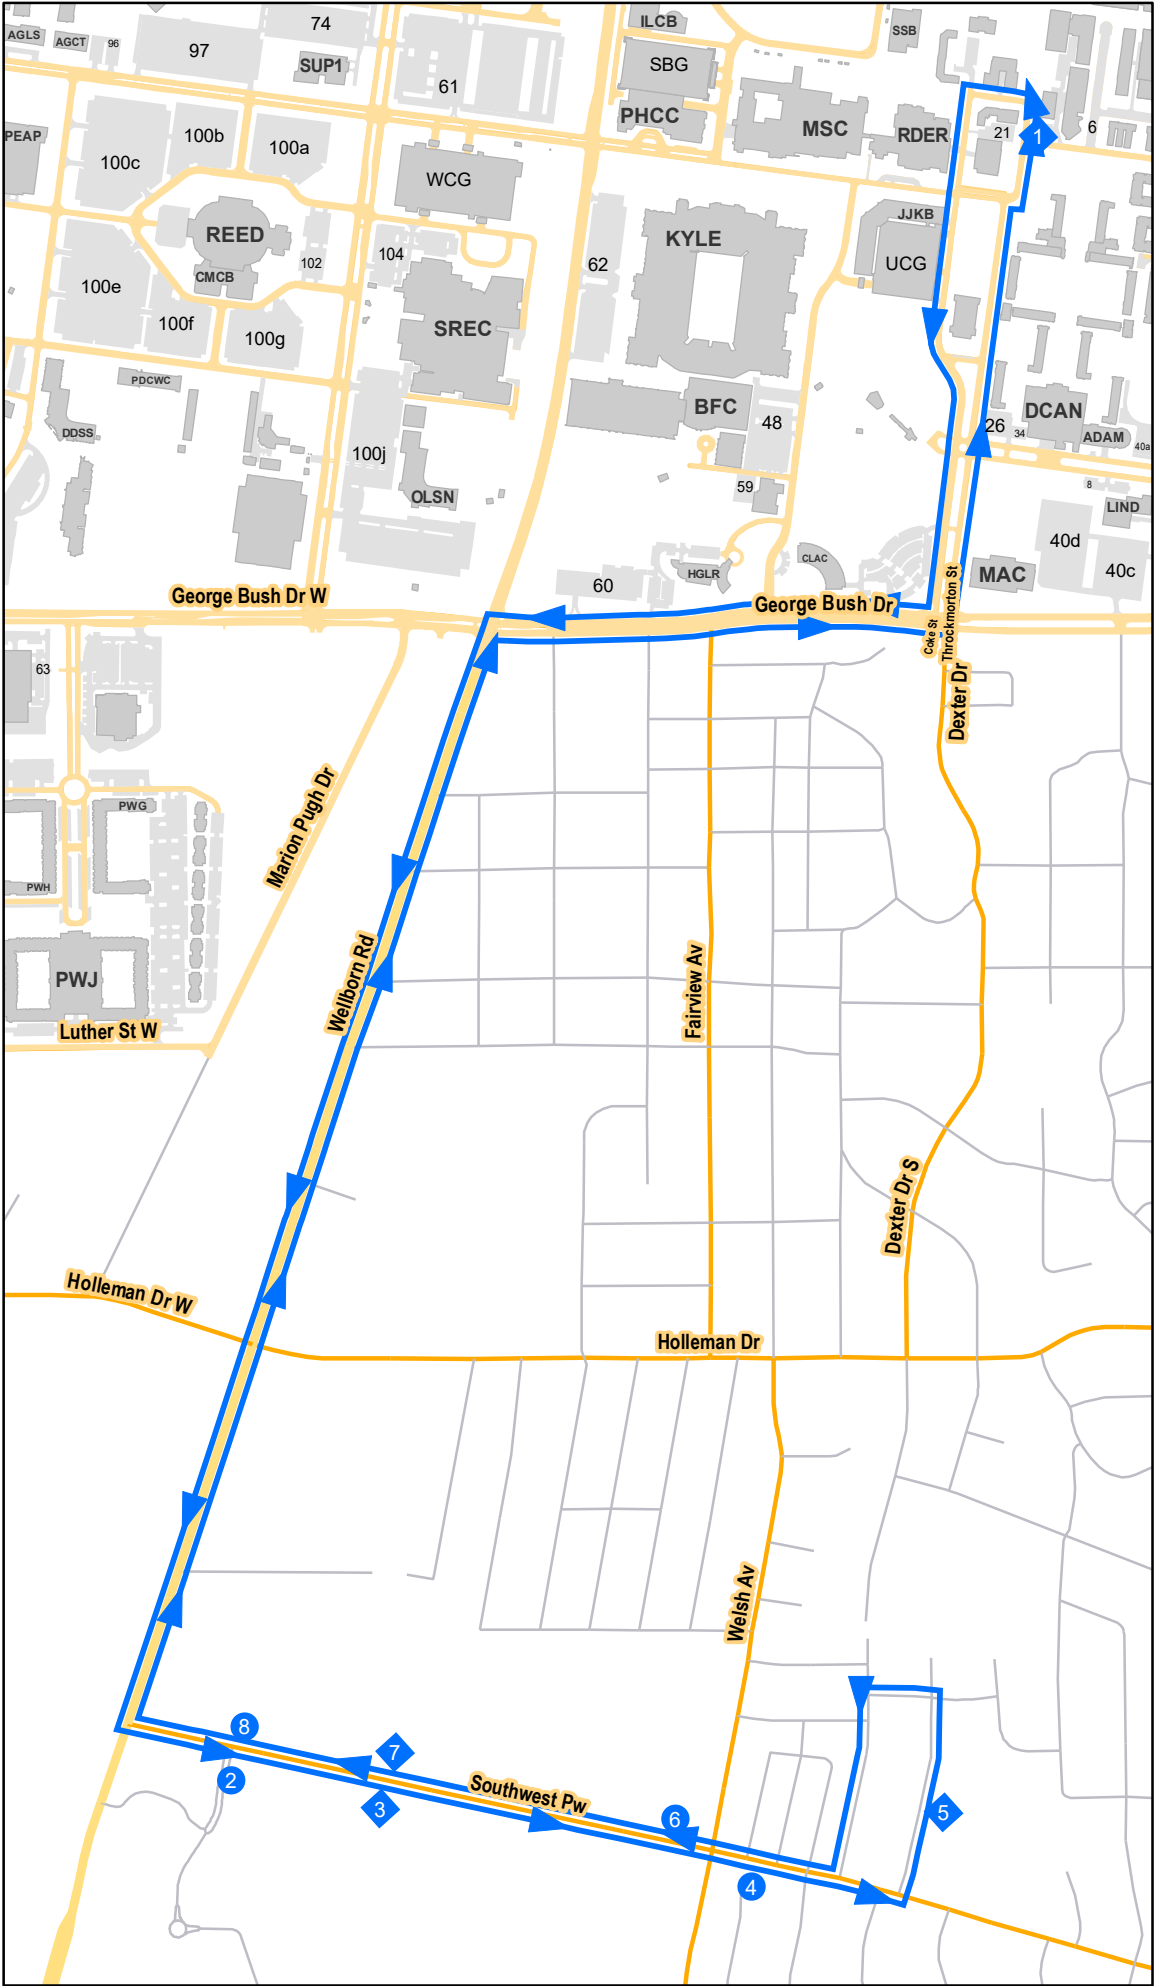 74
ILCB
SSB
AGLS
AGCT
96
97
SUP1
61
SBG
PHCC
MSC
RDER
21
1
6
PEAP
100c
100b
100a
WCG
JJKB
REED
KYLE
UCG
102
104
62
CMCB
100e
100f
100g
SREC
PDCWC
BFC
48
26
34
DCAN
ADAM
40a
DDSS
100j
59
8
LIND
OLSN
40d
40c
HGLR
CLAC
MAC
60
George Bush Dr W
George Bush Dr
Coke St
Throckmorton St
Dexter Dr
63
PWG
Marion Pugh Dr
PWH
Wellborn Rd
Fairview Av
PWJ
Luther St W
Dexter Dr S
Holleman Dr W
Holleman Dr
Welsh Av
8
7
2
3
Southwest Pw
6
5
4